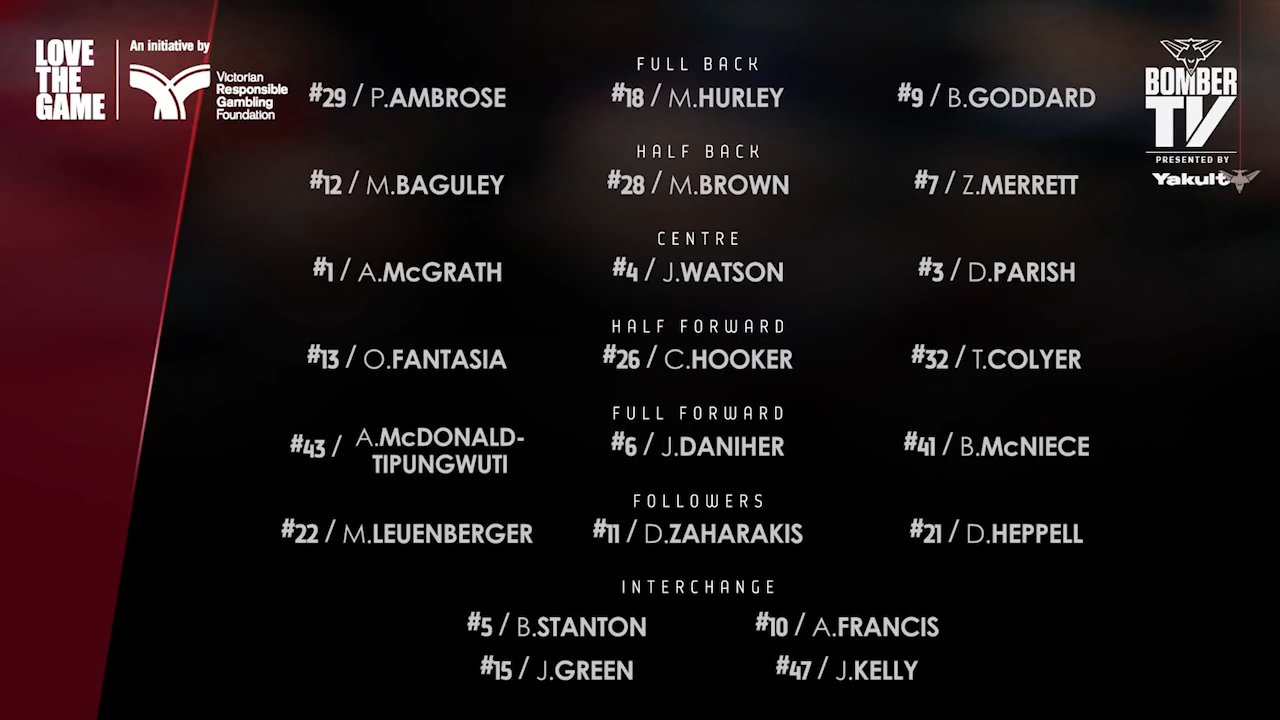 LOVE
THE
GAME
An initiative by
Victorian
Responsible
Gambling
Foundation
BOMBER
TV
PRESENTED BY
Yakult
FULL BACK
#29 / P.AMBROSE #18 / M.HURLEY #9 / B.GODDARD
HALF BACK
#12 / M.BAGULEY #28 / M.BROWN #7 / Z.MERRETT
CENTRE
#1 / A.McGRATH #4 / J.WATSON #3 / D.PARISH
HALF FORWARD
#13 / O.FANTASIA #26 / C.HOOKER #32 / T.COLYER
FULL FORWARD
#43 / A.McDONALD-
TIPUNGWUTI #6 / J.DANIHER #41 / B.McNIECE
FOLLOWERS
#22 / M.LEUENBERGER #11 / D.ZAHARAKIS #21 / D.HEPPELL
INTERCHANGE
#5 / B.STANTON #10 / A.FRANCIS
#15 / J.GREEN #47 / J.KELLY